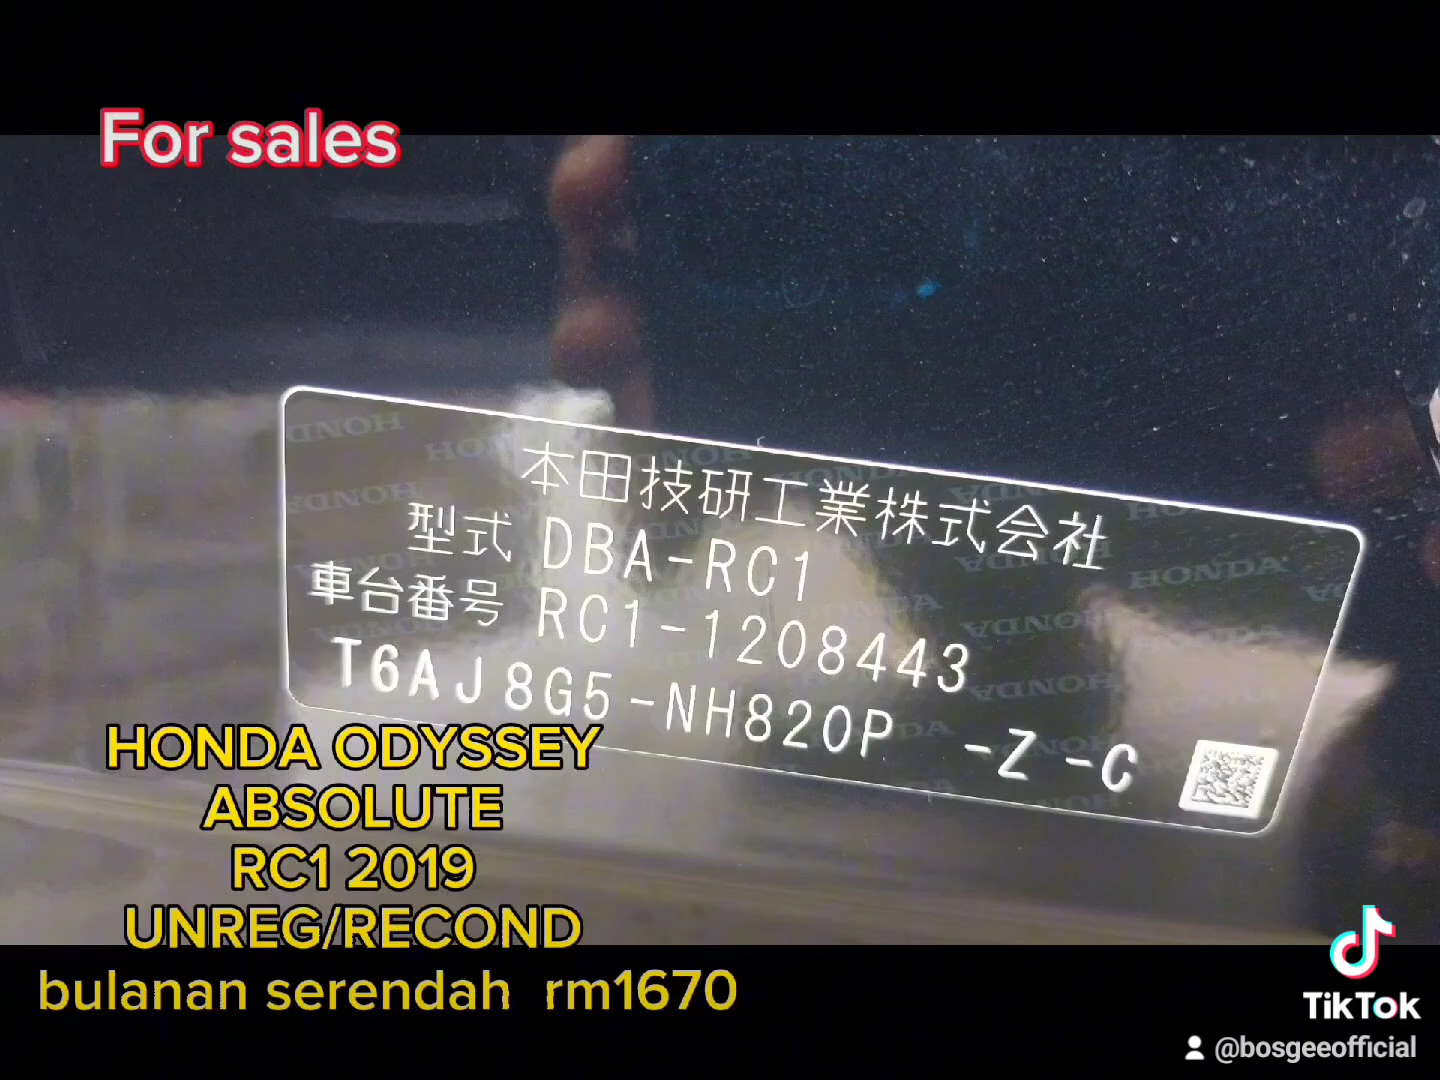 For sales
本田技研工業株式会社
型式 DBA-RC1
車台番号 RC1-1208443
T6AJ8G5-NH820P -Z -C
HONDA ODYSSEY
ABSOLUTE
RC1 2019
UNREG/RECOND
bulanan serendah rm1670
TikTok
@bosgeeofficial